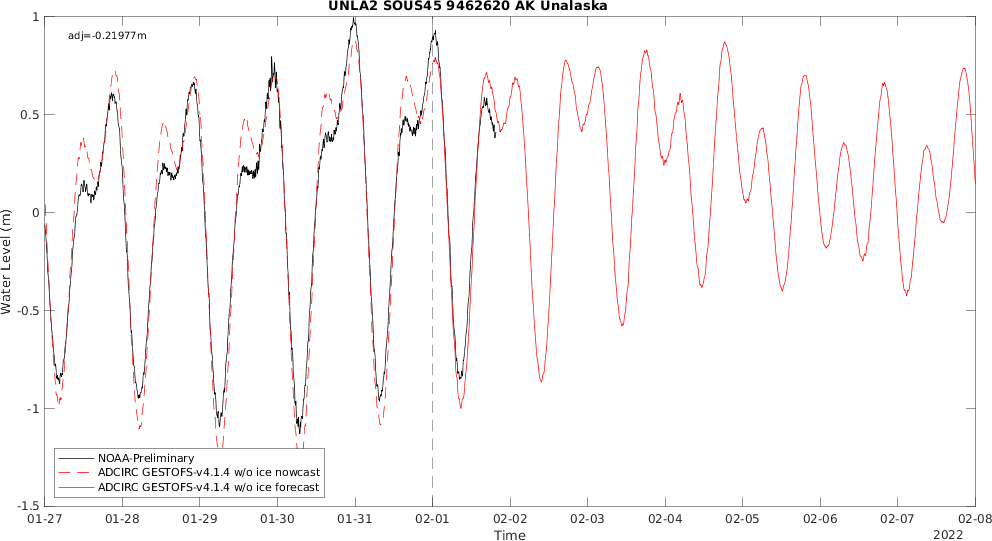 UNLA2 SOUS45 9462620 AK Unalaska
adj=-0.21977m
1
0.5
0
-0.5
-1
-1.5
Water Level (m)
NOAA-Preliminary
ADCIRC GESTOFS-v4.1.4 w/o ice nowcast
ADCIRC GESTOFS-v4.1.4 w/o ice forecast
01-27 01-28 01-29 01-30 01-31 02-01 02-02 02-03 02-04 02-05 02-06 02-07 02-08
Time
2022